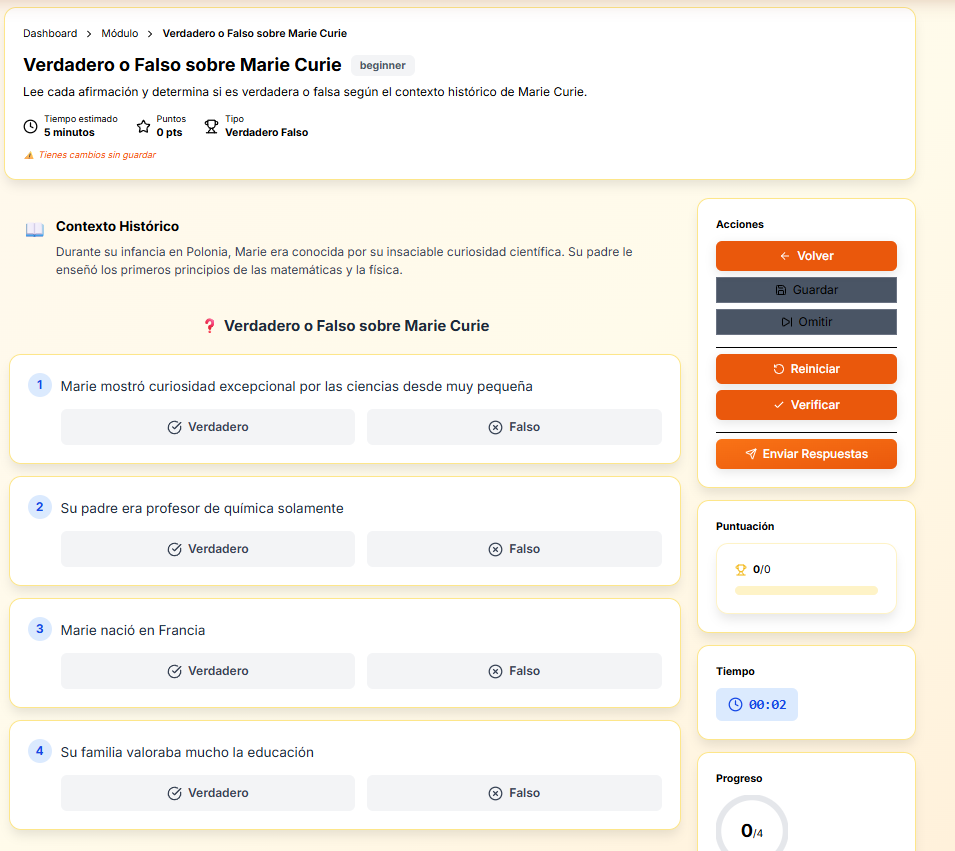 Dashboard > Módulo > Verdadero o Falso sobre Marie Curie
Verdadero o Falso sobre Marie Curie beginner
Lee cada afirmación y determina si es verdadera o falsa según el contexto histórico de Marie Curie.
Tiempo estimado
5 minutos
Puntos
0 pts
Tipo
Verdadero Falso
Tienes cambios sin guardar
Contexto Histórico
Durante su infancia en Polonia, Marie era conocida por su insaciable curiosidad científica. Su padre le
enseñó los primeros principios de las matemáticas y la física.
Verdadero o Falso sobre Marie Curie
1 Marie mostró curiosidad excepcional por las ciencias desde muy pequeña
Verdadero Falso
2 Su padre era profesor de química solamente
Verdadero Falso
3 Marie nació en Francia
Verdadero Falso
4 Su familia valoraba mucho la educación
Verdadero Falso
Acciones
Volver
Guardar
Omitir
Reiniciar
Verificar
Enviar Respuestas
Puntuación
0/0
Tiempo
00:02
Progreso
0/4